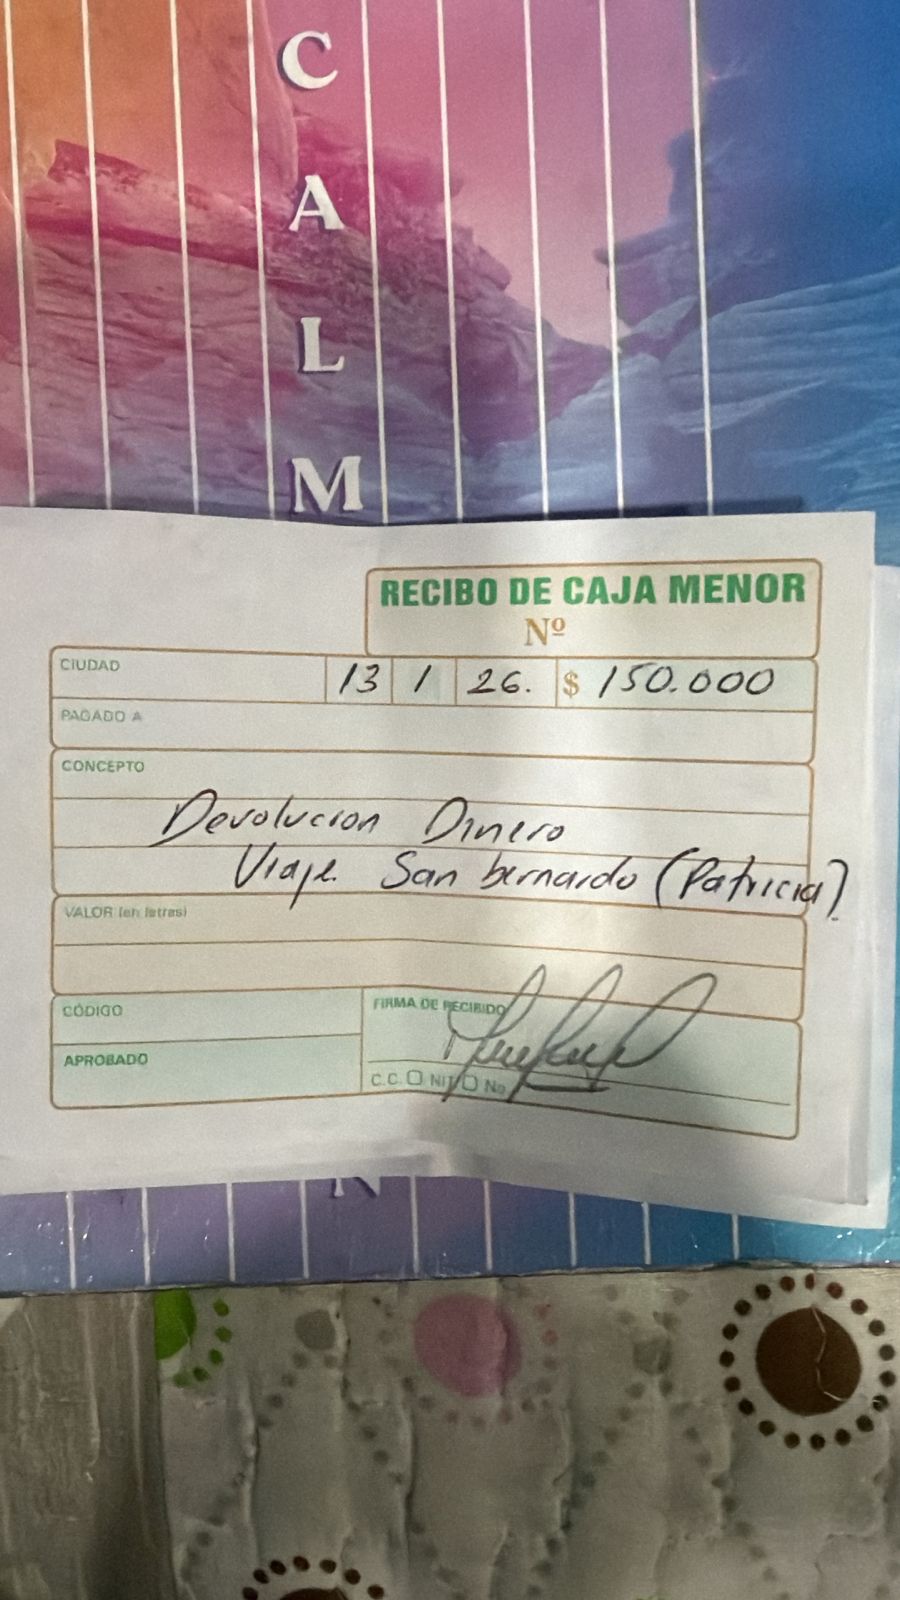 C
A
L
M
RECIBO DE CAJA MENOR
Nº
CIUDAD 13 1 26. $ 150.000
PAGADO A
CONCEPTO
Devolucion Dinero
Viaje San bernardo (Patricia)
VALOR (en letras)
CÓDIGO
FIRMA DE RECIBIDO
APROBADO
C.C. NIT No
N